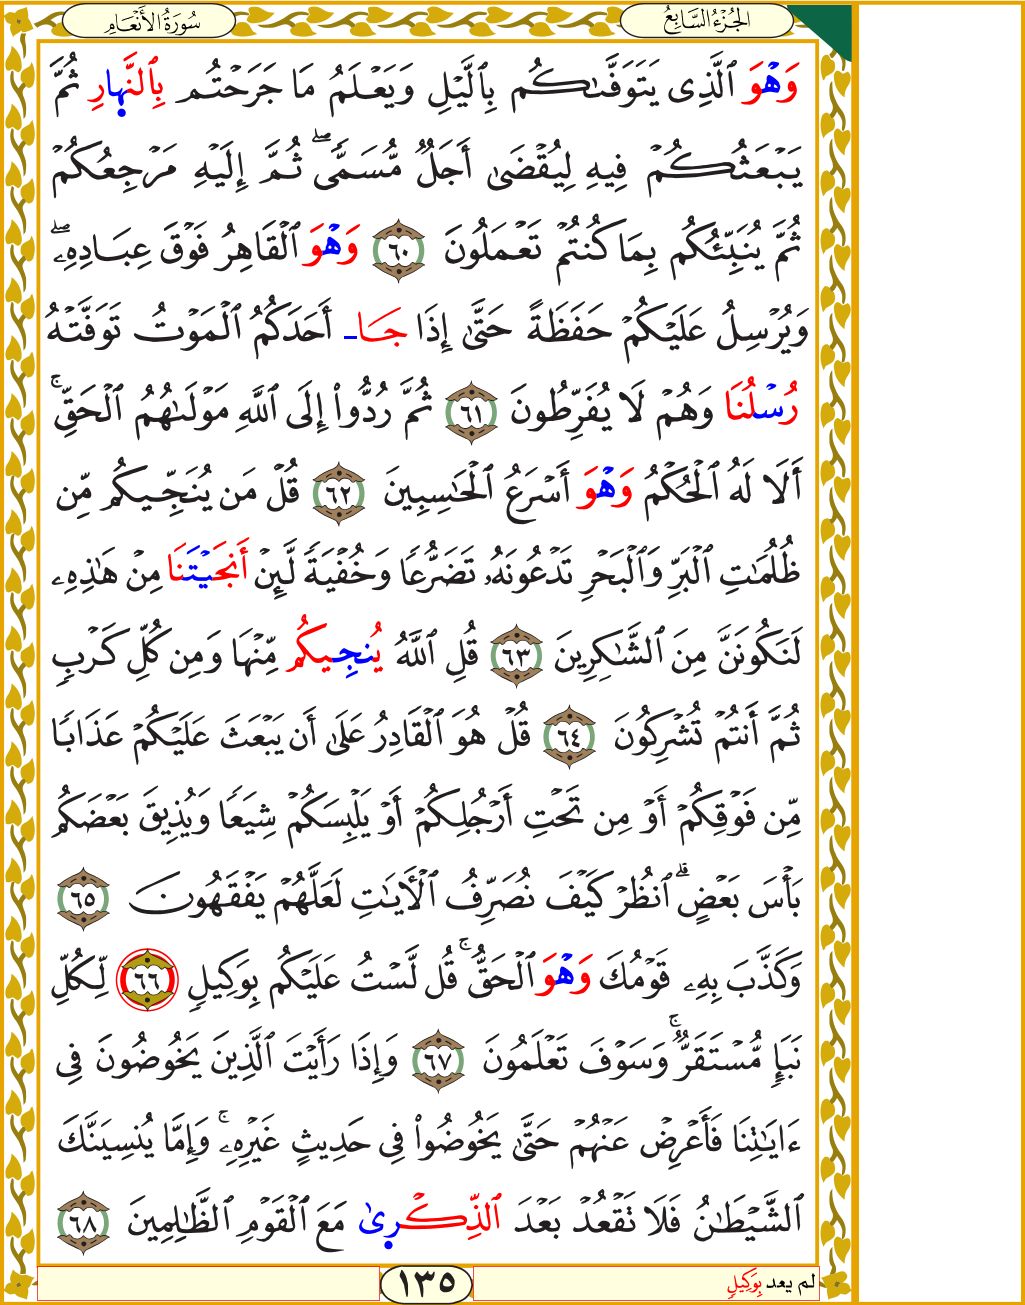 الجُزْءُ السَّابِعُ
سُورَةُ الأَنْعَامِ
وَهْوَ ٱلَّذِى يَتَوَفَّىٰكُم بِٱلَّيْلِ وَيَعْلَمُ مَا جَرَحْتُم بِٱلنَّهارِ ثُمَّ
يَبْعَثُكُمْ فِيهِ لِيُقْضَىٰٓ أَجَلٌ مُّسَمًّى ۖ ثُمَّ إِلَيْهِ مَرْجِعُكُمْ
ثُمَّ يُنَبِّئُكُم بِمَا كُنتُمْ تَعْمَلُونَ ٦٠ وَهْوَ ٱلْقَاهِرُ فَوْقَ عِبَادِهِۦ ۖ
وَيُرْسِلُ عَلَيْكُمْ حَفَظَةً حَتَّىٰ إِذَا جَا أَحَدَكُمُ ٱلْمَوْتُ تَوَفَّتْهُ
رُسْلُنَا وَهُمْ لَا يُفَرِّطُونَ ٦١ ثُمَّ رُدُّوا۟ إِلَى ٱللَّهِ مَوْلَىٰهُمُ ٱلْحَقِّ ۚ
أَلَا لَهُ ٱلْحُكْمُ وَهْوَ أَسْرَعُ ٱلْحَـٰسِبِينَ ٦٢ قُلْ مَن يُنَجِّيكُم مِّن
ظُلُمَـٰتِ ٱلْبَرِّ وَٱلْبَحْرِ تَدْعُونَهُۥ تَضَرُّعًا وَخُفْيَةً لَّئِنْ أَنجَيْتَنَا مِنْ هَـٰذِهِۦ
لَنَكُونَنَّ مِنَ ٱلشَّـٰكِرِينَ ٦٣ قُلِ ٱللَّهُ يُنجِيكُم مِّنْهَا وَمِن كُلِّ كَرْبٍ
ثُمَّ أَنتُمْ تُشْرِكُونَ ٦٤ قُلْ هُوَ ٱلْقَادِرُ عَلَىٰ أَن يَبْعَثَ عَلَيْكُمْ عَذَابًا
مِّن فَوْقِكُمْ أَوْ مِن تَحْتِ أَرْجُلِكُمْ أَوْ يَلْبِسَكُمْ شِيَعًا وَيُذِيقَ بَعْضَكُم
بَأْسَ بَعْضٍ ۗ ٱنظُرْ كَيْفَ نُصَرِّفُ ٱلْأَيَـٰتِ لَعَلَّهُمْ يَفْقَهُونَ ٦٥
وَكَذَّبَ بِهِۦ قَوْمُكَ وَهْوَ ٱلْحَقُّ ۚ قُل لَّسْتُ عَلَيْكُم بِوَكِيلٍ ٦٦ لِّكُلِّ
نَبَإٍ مُّسْتَقَرٌّ ۚ وَسَوْفَ تَعْلَمُونَ ٦٧ وَإِذَا رَأَيْتَ ٱلَّذِينَ يَخُوضُونَ فِى
ءَايَـٰتِنَا فَأَعْرِضْ عَنْهُمْ حَتَّىٰ يَخُوضُوا۟ فِى حَدِيثٍ غَيْرِهِۦ ۚ وَإِمَّا يُنسِيَنَّكَ
ٱلشَّيْطَـٰنُ فَلَا تَقْعُدْ بَعْدَ ٱلذِّكْرِىٰ مَعَ ٱلْقَوْمِ ٱلظَّـٰلِمِينَ ٦٨
لم يعد بِوَكِيلٍ
١٣٥